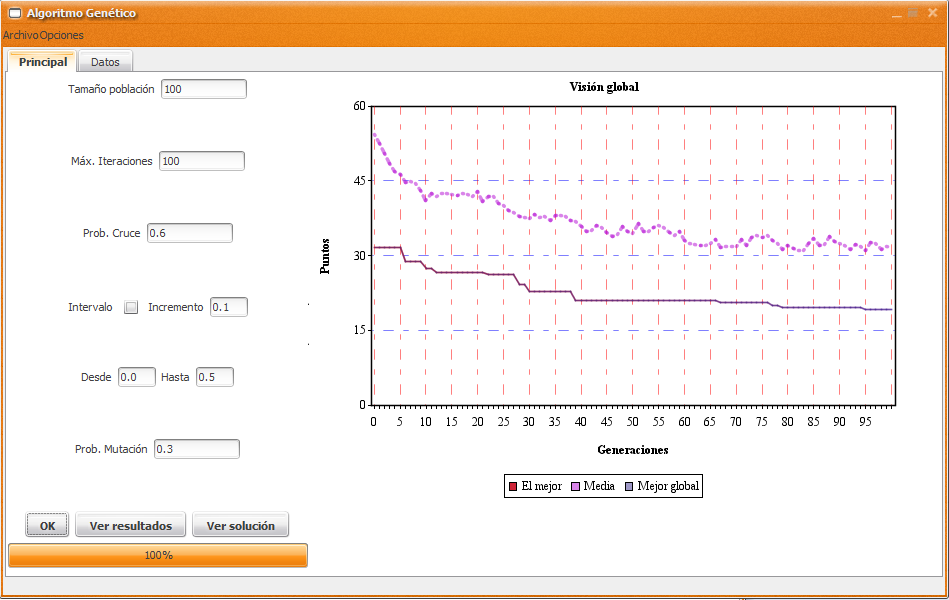 Algoritmo Genético
Archivo Opciones
Principal Datos
Tamaño población 100
Máx. Iteraciones 100
Prob. Cruce 0.6
Intervalo Incremento 0.1
Desde 0.0 Hasta 0.5
Prob. Mutación 0.3
OK Ver resultados Ver solución
100%
Visión global
60
45
30
15
0
Puntos
0 5 10 15 20 25 30 35 40 45 50 55 60 65 70 75 80 85 90 95
Generaciones
El mejor Media Mejor global